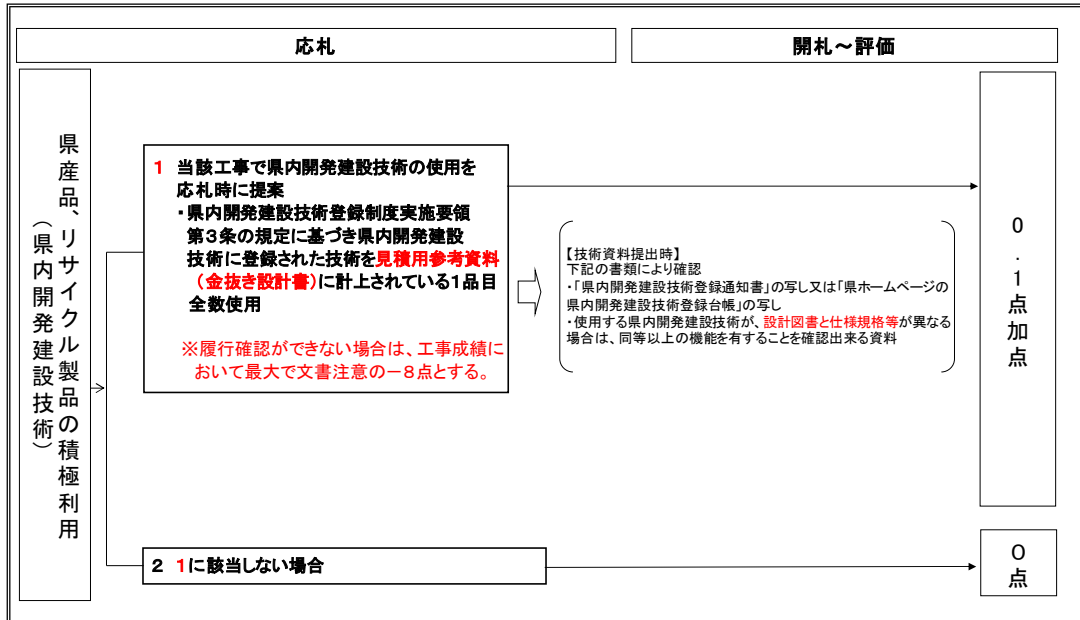 応札
開札～評価
県産品、リサイクル製品の積極利用
（県内開発建設技術）
1 当該工事で県内開発建設技術の使用を
応札時に提案
・県内開発建設技術登録制度実施要領
第3条の規定に基づき県内開発建設
技術に登録された技術を見積用参考資料
（金抜き設計書）に計上されている1品目
全数使用
※履行確認ができない場合は、工事成績に
おいて最大で文書注意の－8点とする。
【技術資料提出時】
下記の書類により確認
・「県内開発建設技術登録通知書」の写し又は「県ホームページの
県内開発建設技術登録台帳」の写し
・使用する県内開発建設技術が、設計図書と仕様規格等が異なる
場合は、同等以上の機能を有することを確認出来る資料
0.1点加点
2 1に該当しない場合
0点